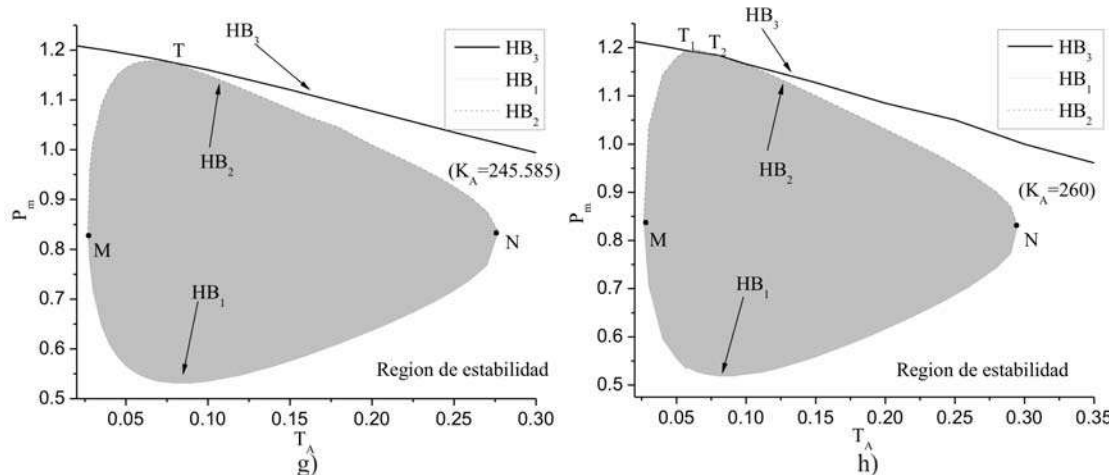 HB3
T
HB3
HB1
HB2
1.2
1.1
1.0
0.9
0.8
0.7
0.6
0.5
Pm
HB2
(KA=245.585)
M
N
HB1
Region de estabilidad
0.05 0.10 0.15 0.20 0.25 0.30
TA
g)
HB3
T1 T2
HB3
HB1
HB2
1.2
1.1
1.0
0.9
0.8
0.7
0.6
0.5
Pm
HB2
(KA=260)
M
N
HB1
Region de estabilidad
0.05 0.10 0.15 0.20 0.25 0.30 0.35
TA
h)